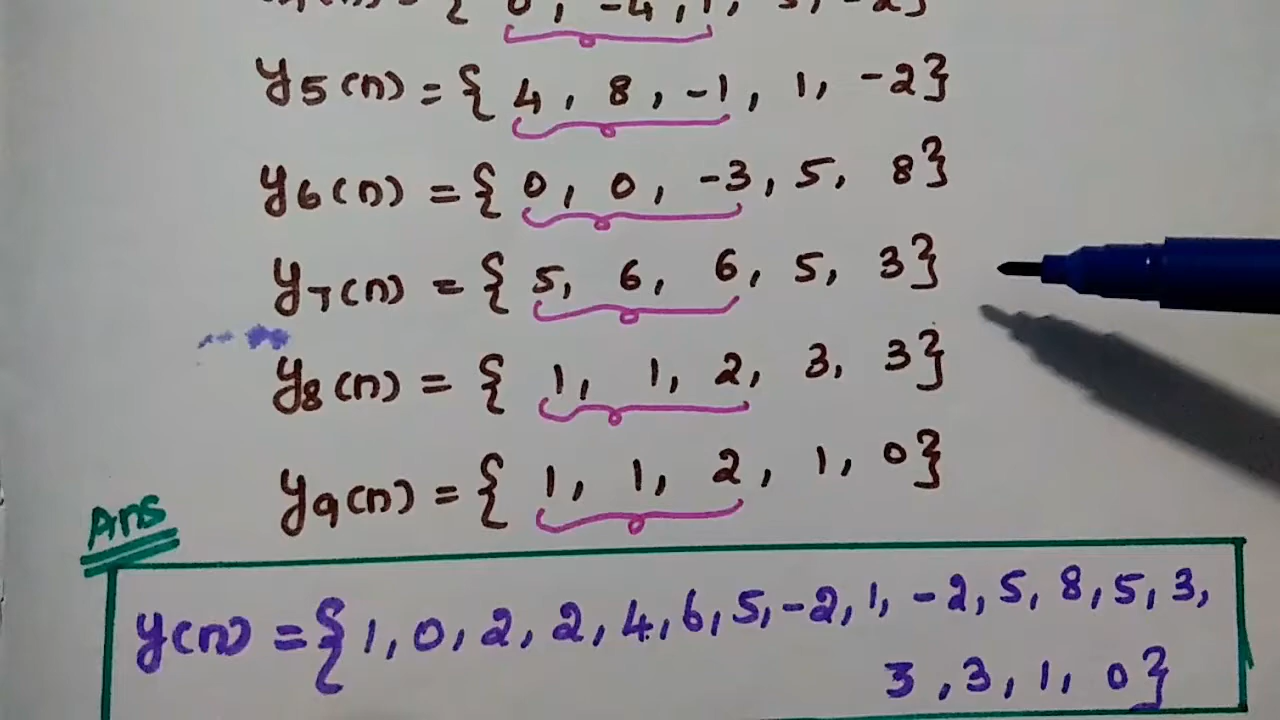 y5(n) = { 4, 8, -1, 1, -2}
y6(n) = { 0, 0, -3, 5, 8}
y7(n) = { 5, 6, 6, 5, 3}
y8(n) = { 1, 1, 2, 3, 3}
y9(n) = { 1, 1, 2, 1, 0}
Ans
y(n) = { 1, 0, 2, 2, 4, 6, 5, -2, 1, -2, 5, 8, 5, 3,
3, 3, 1, 0}